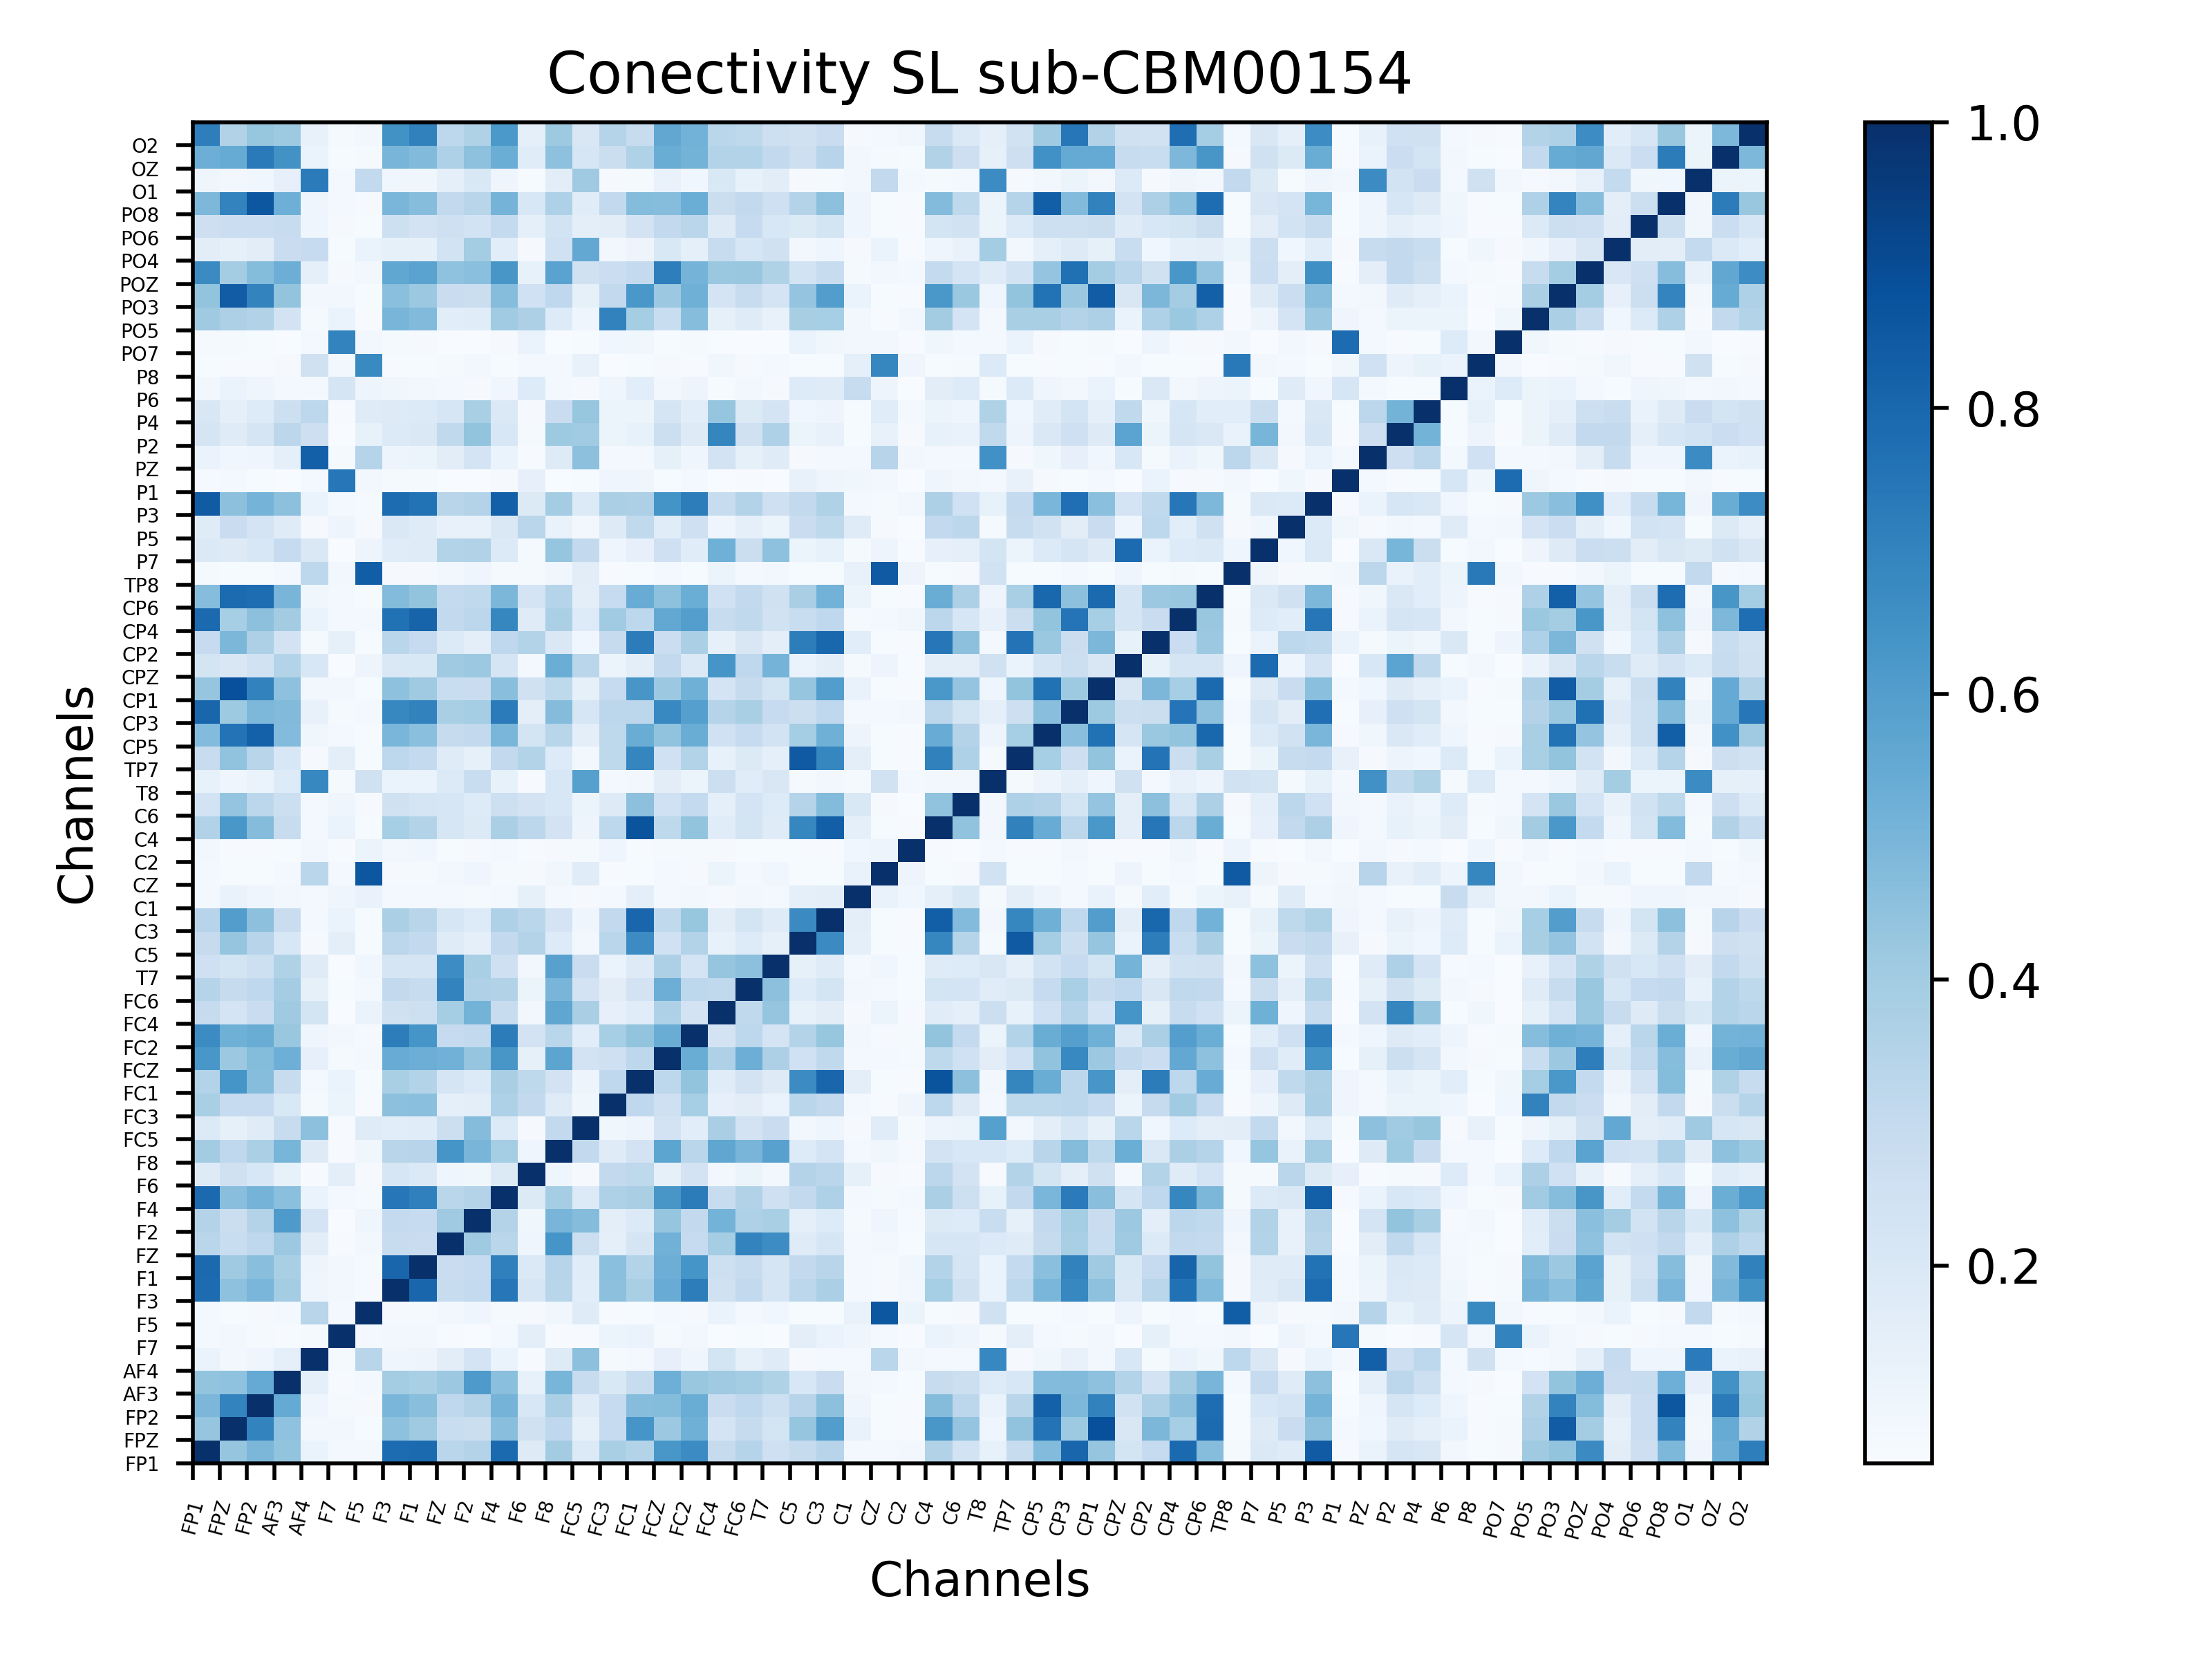 Conectivity SL sub-CBM00154
Channels
O2
OZ
O1
PO8
PO6
PO4
POZ
PO3
PO5
PO7
P8
P6
P4
P2
PZ
P1
P3
P5
P7
TP8
CP6
CP4
CP2
CPZ
CP1
CP3
CP5
TP7
T8
C6
C4
C2
CZ
C1
C3
C5
T7
FC6
FC4
FC2
FCZ
FC1
FC3
FC5
F8
F6
F4
F2
FZ
F1
F3
F5
F7
AF4
AF3
FP2
FPZ
FP1
FP1 FPZ FP2 AF3 AF4 F7 F5 F3 F1 FZ F2 F4 F6 F8 FC5 FC3 FC1 FCZ FC2 FC4 FC6 T7 C5 C3 C1 CZ C2 C4 C6 T8 TP7 CP5 CP3 CP1 CPZ CP2 CP4 CP6 TP8 P7 P5 P3 P1 PZ P2 P4 P6 P8 PO7 PO5 PO3 POZ PO4 PO6 PO8 O1 OZ O2
Channels
1.0
0.8
0.6
0.4
0.2